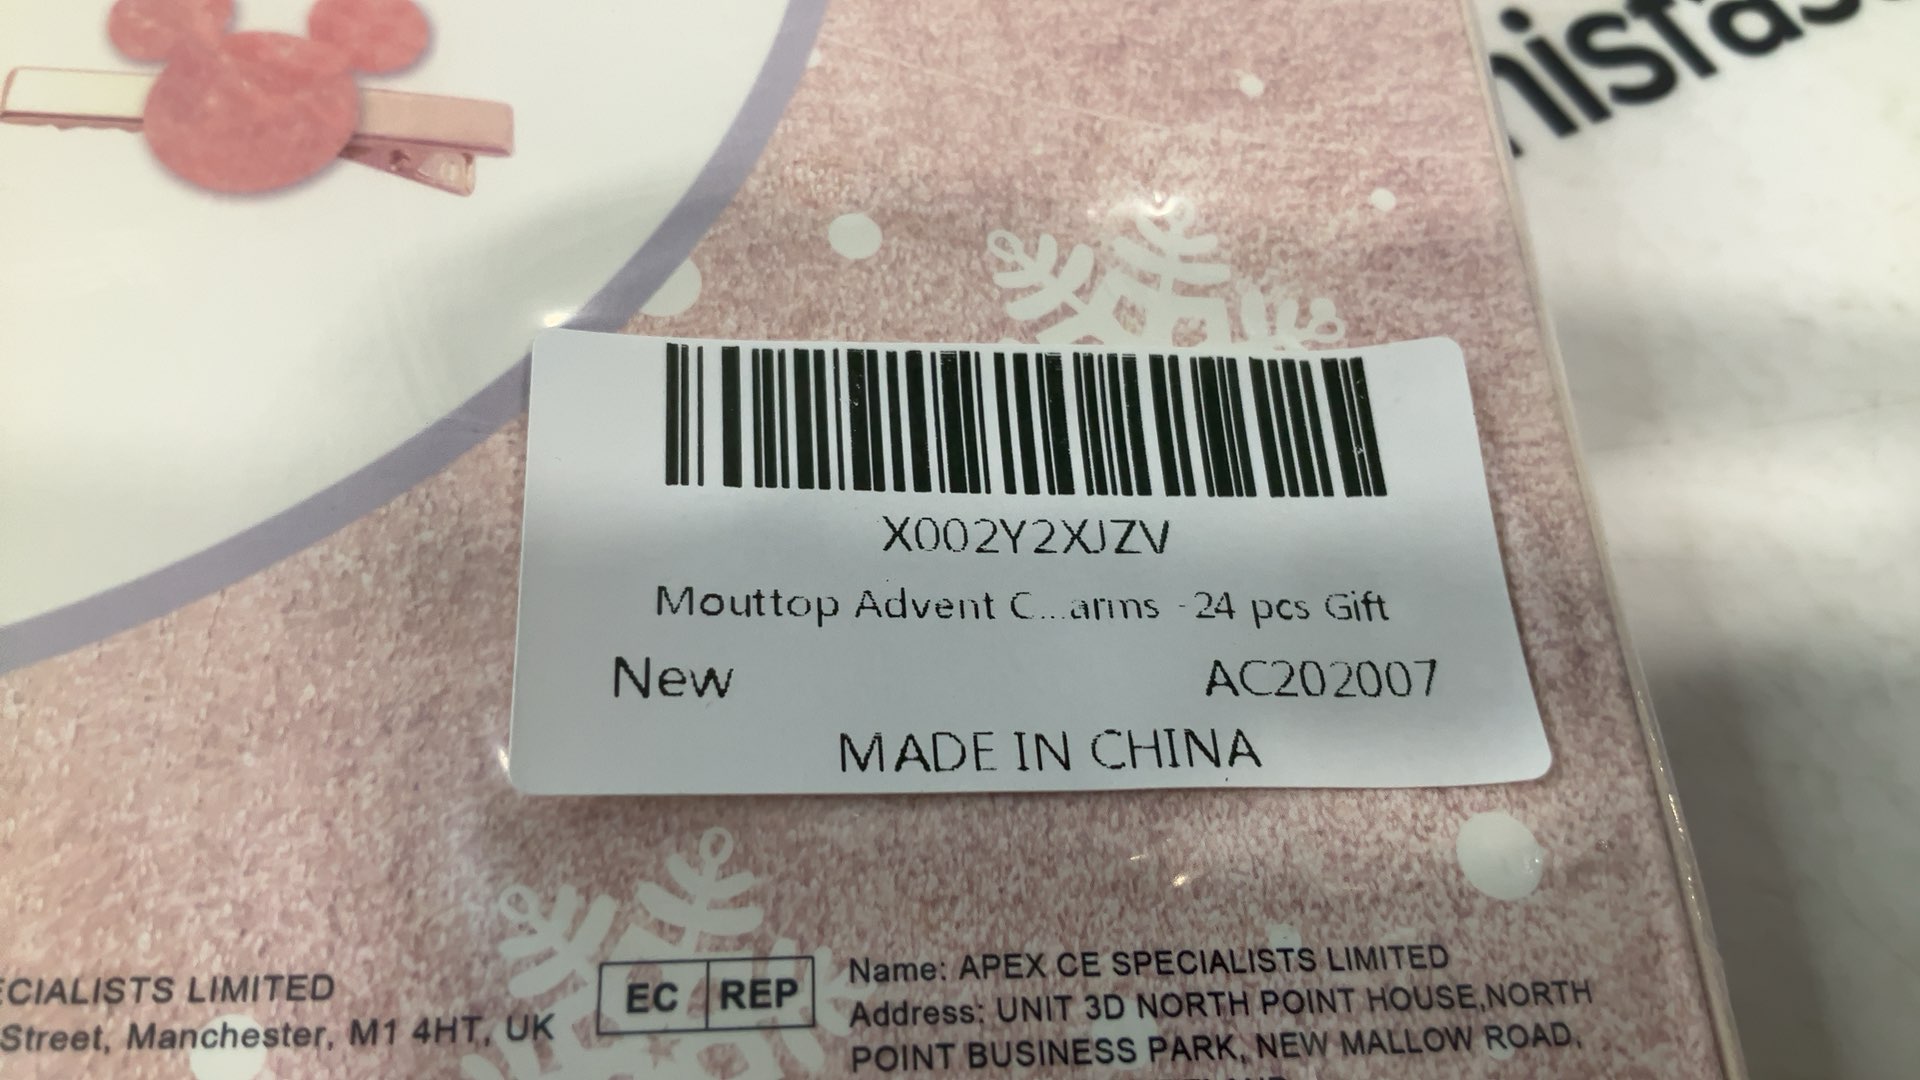 X002Y2XJZV
Mouttop Advent C...arms -24 pcs Gift
New AC202007
MADE IN CHINA
LIMITED
Street, Manchester, M1 4HT, UK
EC REP
Name: APEX CE SPECIALISTS LIMITED
Address: UNIT 3D NORTH POINT HOUSE,NORTH
POINT BUSINESS PARK, NEW MALLOW ROAD,